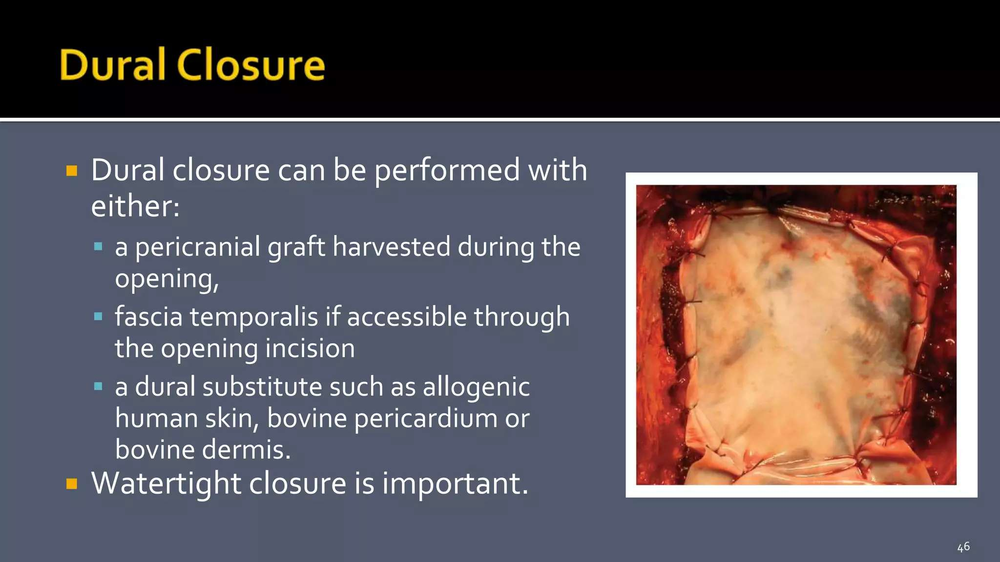 Dural Closure
Dural closure can be performed with
either:
a pericranial graft harvested during the
opening,
fascia temporalis if accessible through
the opening incision
a dural substitute such as allogenic
human skin, bovine pericardium or
bovine dermis.
Watertight closure is important.
46